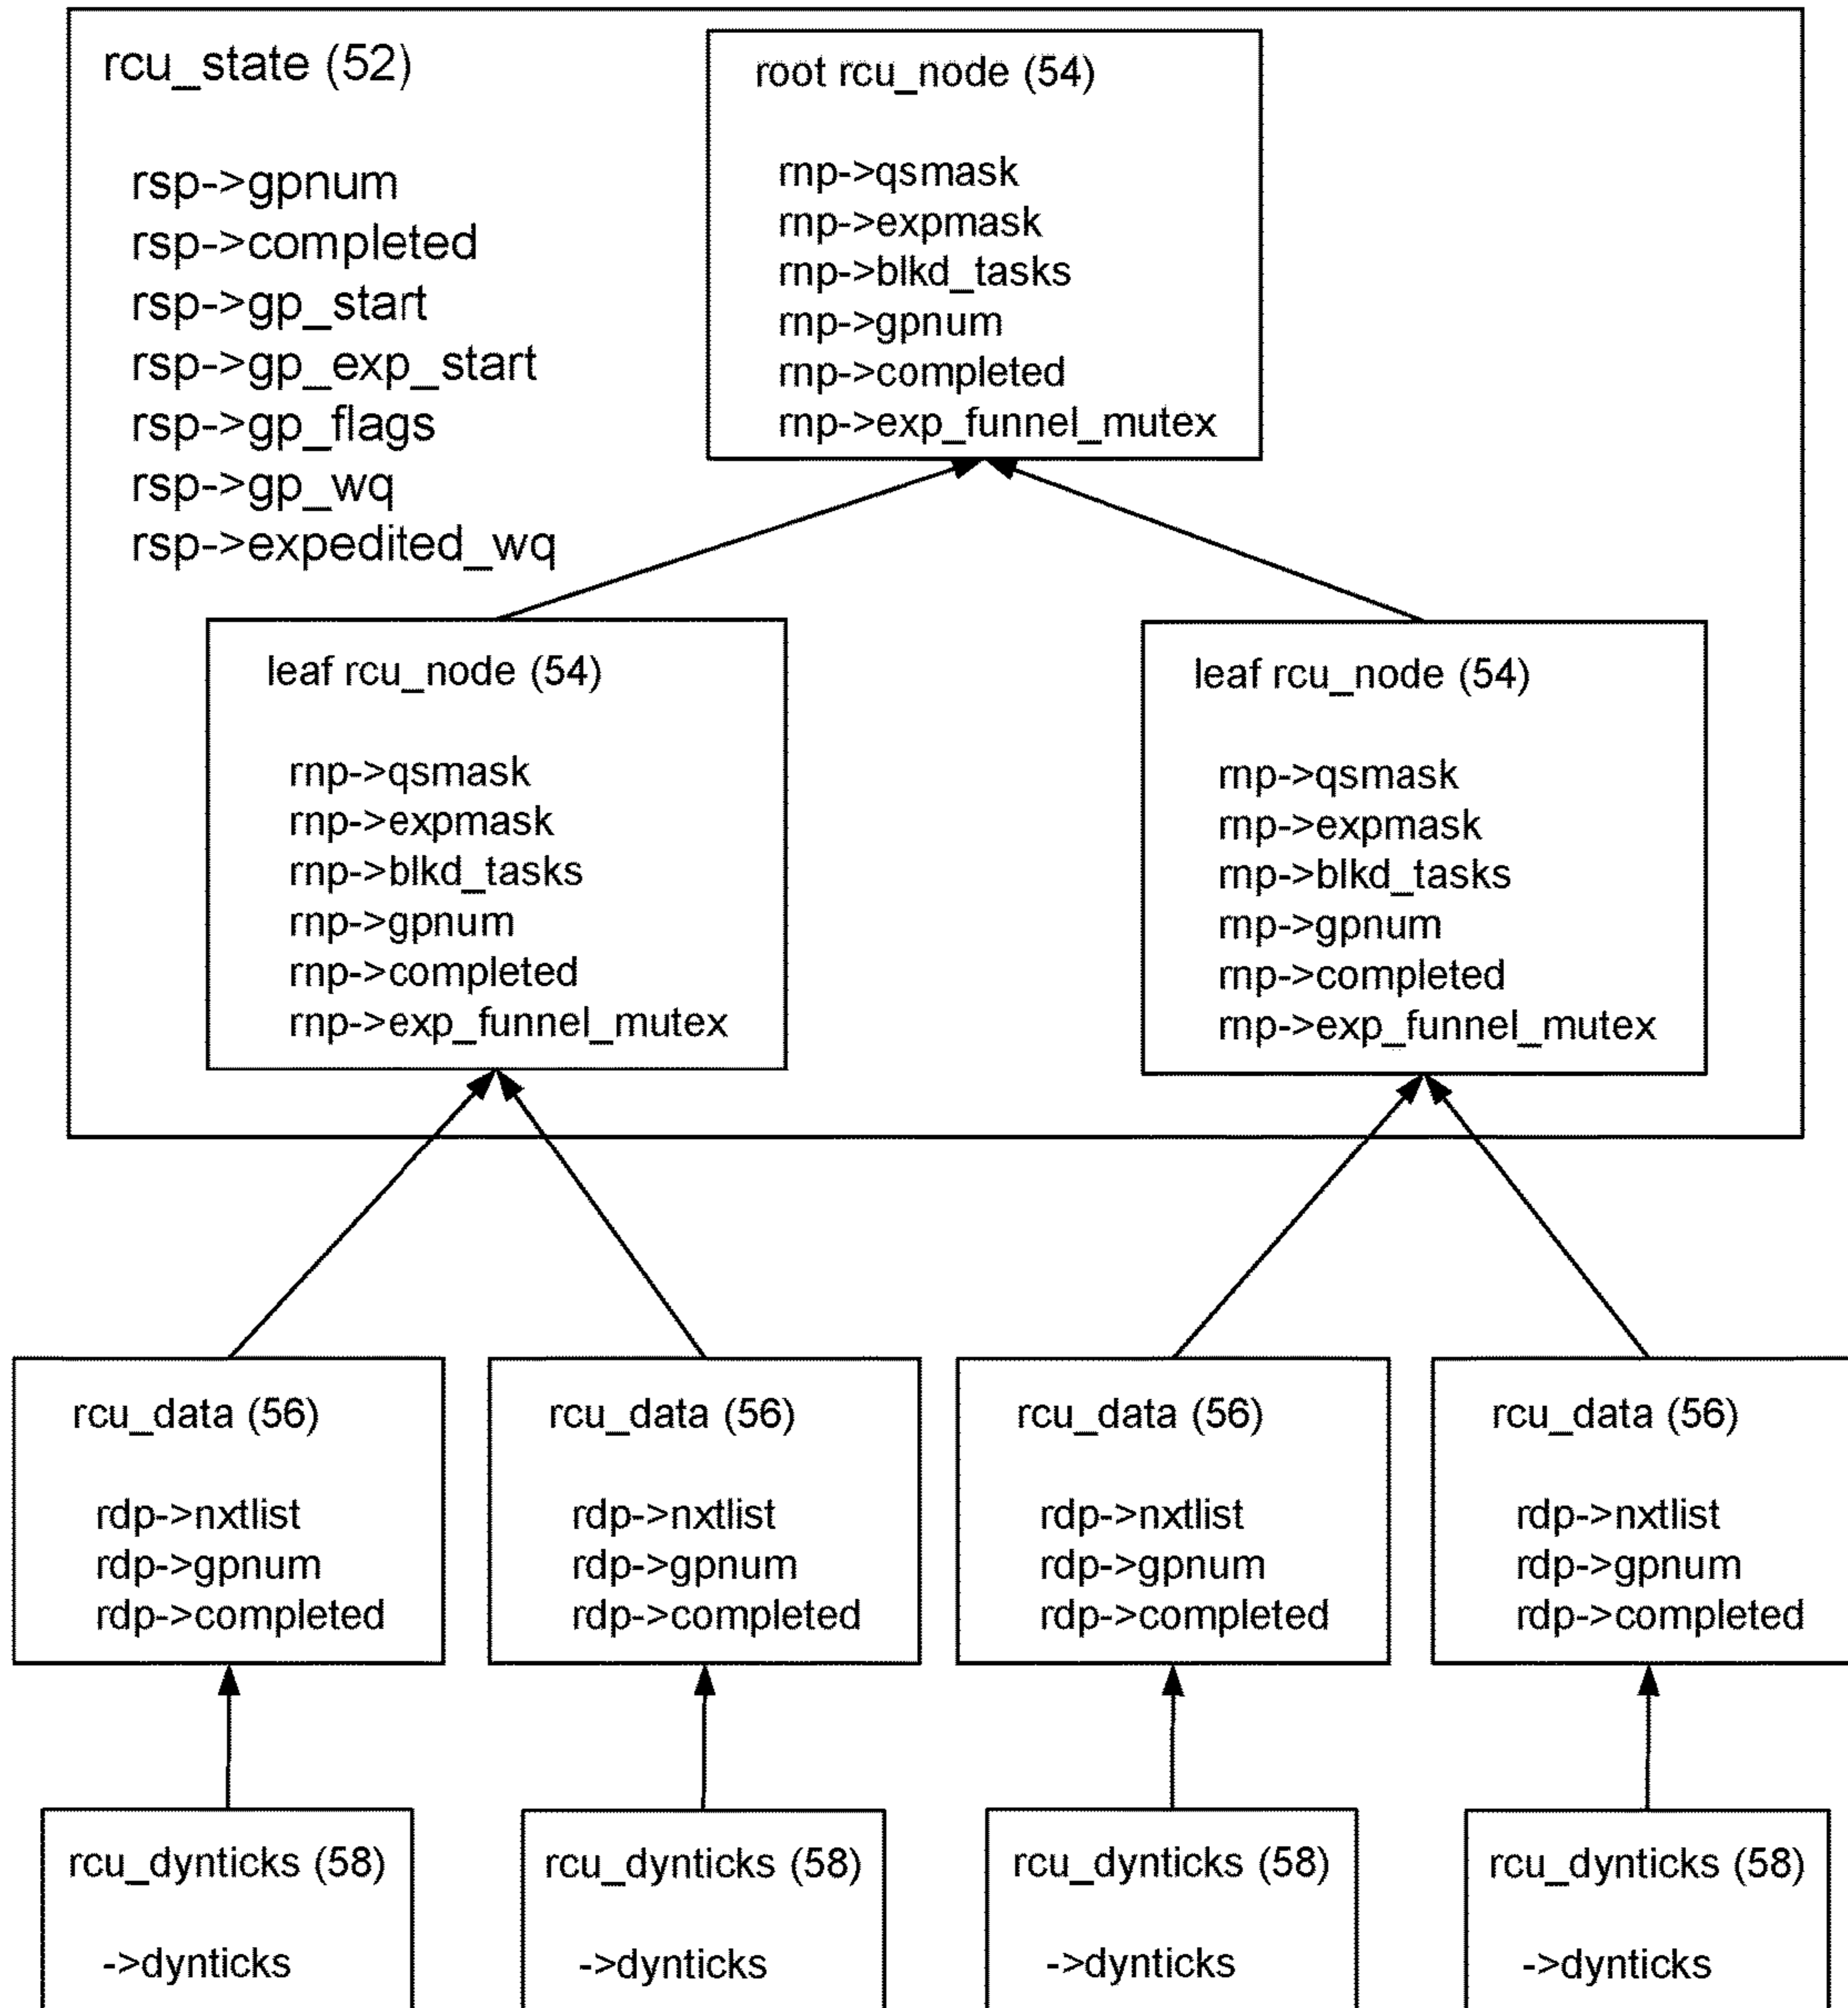 rcu_state (52)
rsp->gpnum
rsp->completed
rsp->gp_start
rsp->gp_exp_start
rsp->gp_flags
rsp->gp_wq
rsp->expedited_wq
root rcu_node (54)
rnp->qsmask
rnp->expmask
rnp->blkd_tasks
rnp->gpnum
rnp->completed
rnp->exp_funnel_mutex
leaf rcu_node (54)
rnp->qsmask
rnp->expmask
rnp->blkd_tasks
rnp->gpnum
rnp->completed
rnp->exp_funnel_mutex
leaf rcu_node (54)
rnp->qsmask
rnp->expmask
rnp->blkd_tasks
rnp->gpnum
rnp->completed
rnp->exp_funnel_mutex
rcu_data (56)
rdp->nxtlist
rdp->gpnum
rdp->completed
rcu_data (56)
rdp->nxtlist
rdp->gpnum
rdp->completed
rcu_data (56)
rdp->nxtlist
rdp->gpnum
rdp->completed
rcu_data (56)
rdp->nxtlist
rdp->gpnum
rdp->completed
rcu_dynticks (58)
->dynticks
rcu_dynticks (58)
->dynticks
rcu_dynticks (58)
->dynticks
rcu_dynticks (58)
->dynticks